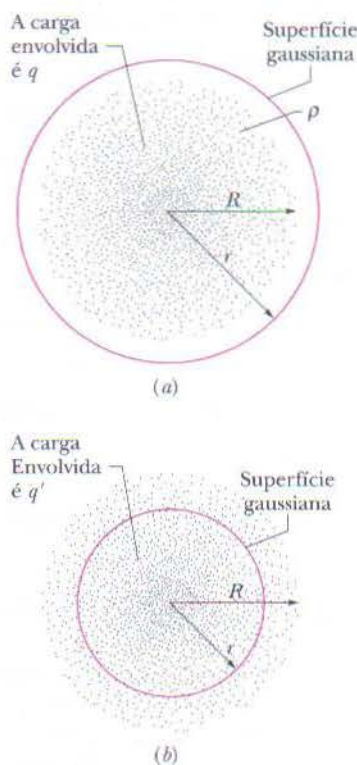 A carga
envolvida
é q
Superfície
gaussiana
ρ
R
r
(a)
A carga
Envolvida
é q'
Superfície
gaussiana
R
r
(b)